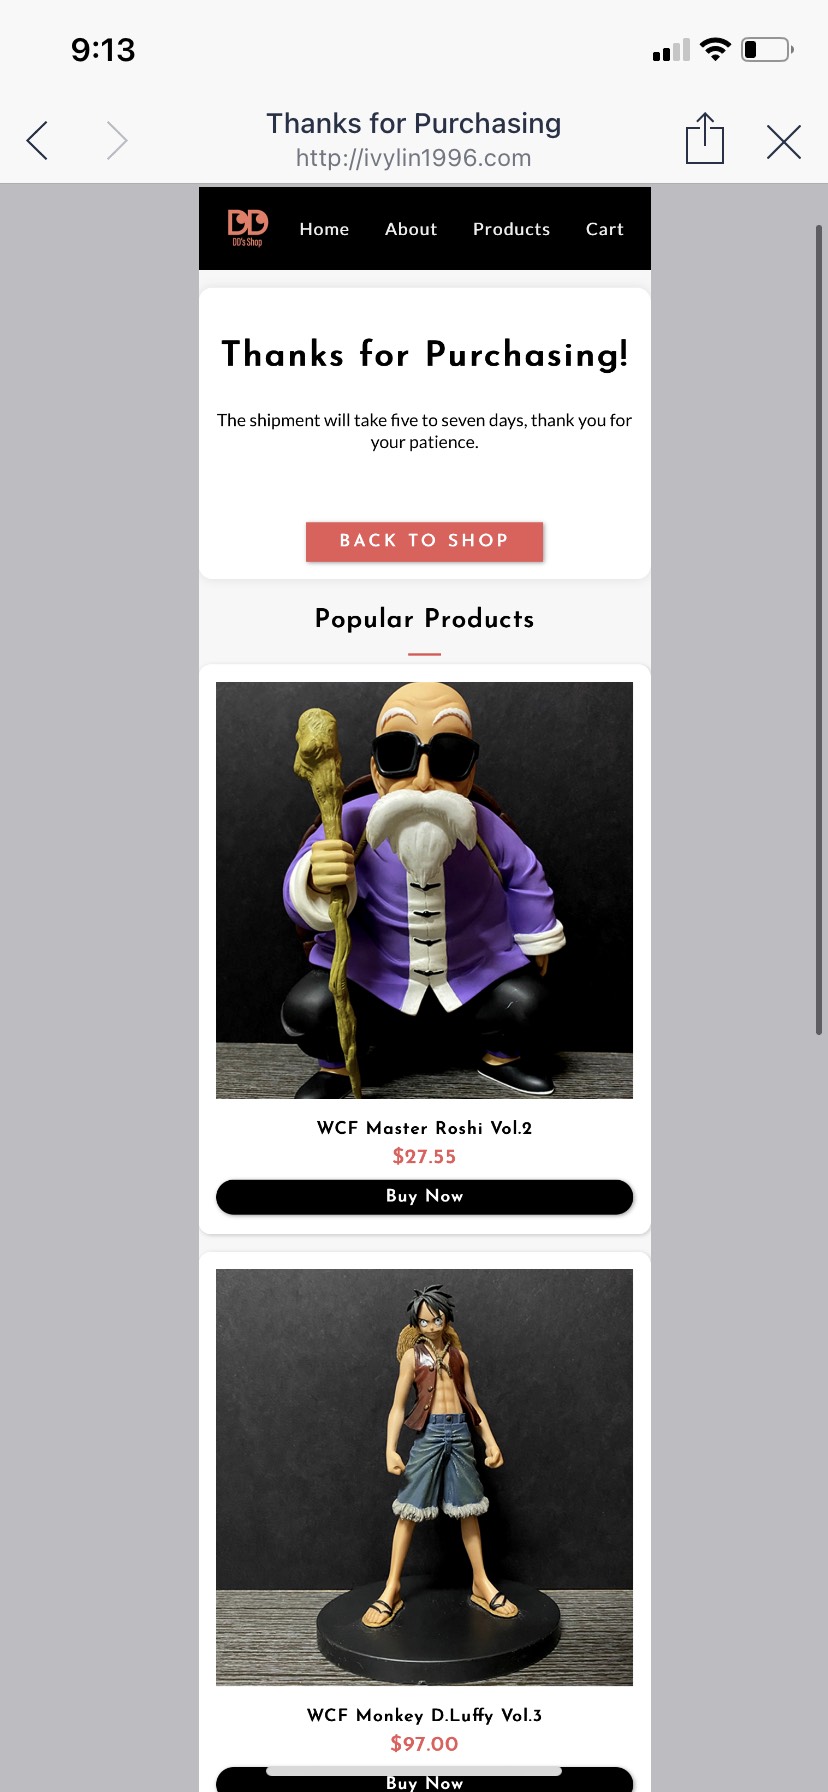 9:13
Thanks for Purchasing
http://ivylin1996.com
DD
DD's Shop
Home About Products Cart
Thanks for Purchasing!
The shipment will take five to seven days, thank you for
your patience.
BACK TO SHOP
Popular Products
WCF Master Roshi Vol.2
$27.55
Buy Now
WCF Monkey D.Luffy Vol.3
$97.00
Buy Now